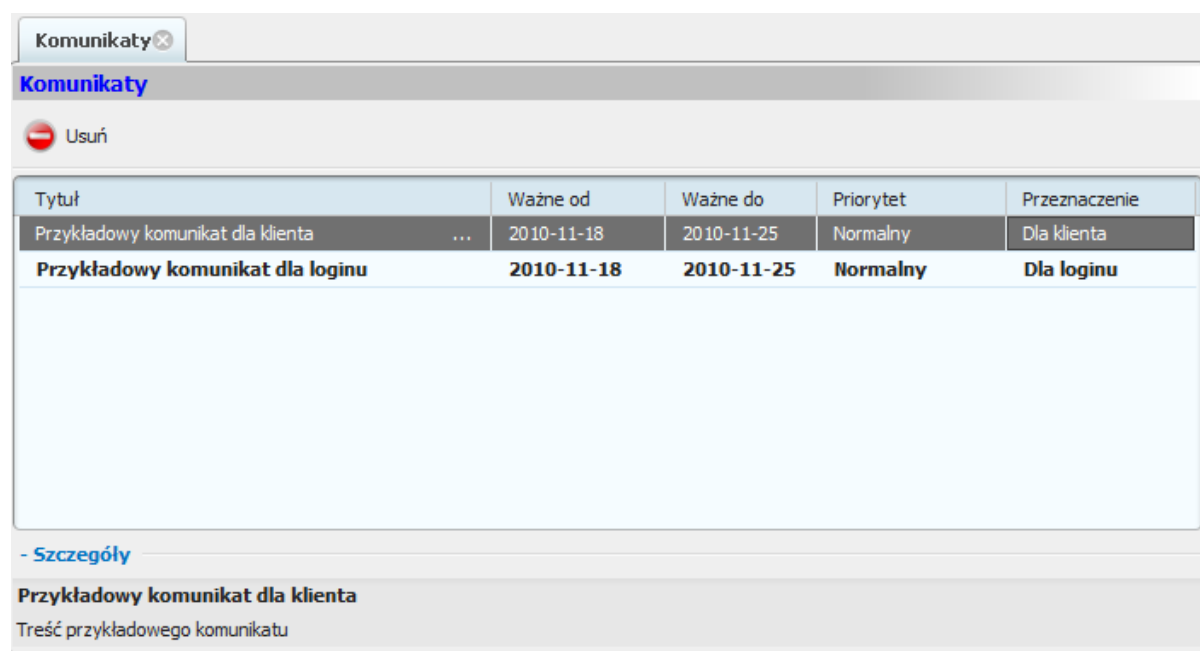 Komunikaty
Komunikaty
Usuń
Tytuł Ważne od Ważne do Priorytet Przeznaczenie
Przykładowy komunikat dla klienta ... 2010-11-18 2010-11-25 Normalny Dla klienta
Przykładowy komunikat dla loginu 2010-11-18 2010-11-25 Normalny Dla loginu
- Szczegóły
Przykładowy komunikat dla klienta
Treść przykładowego komunikatu